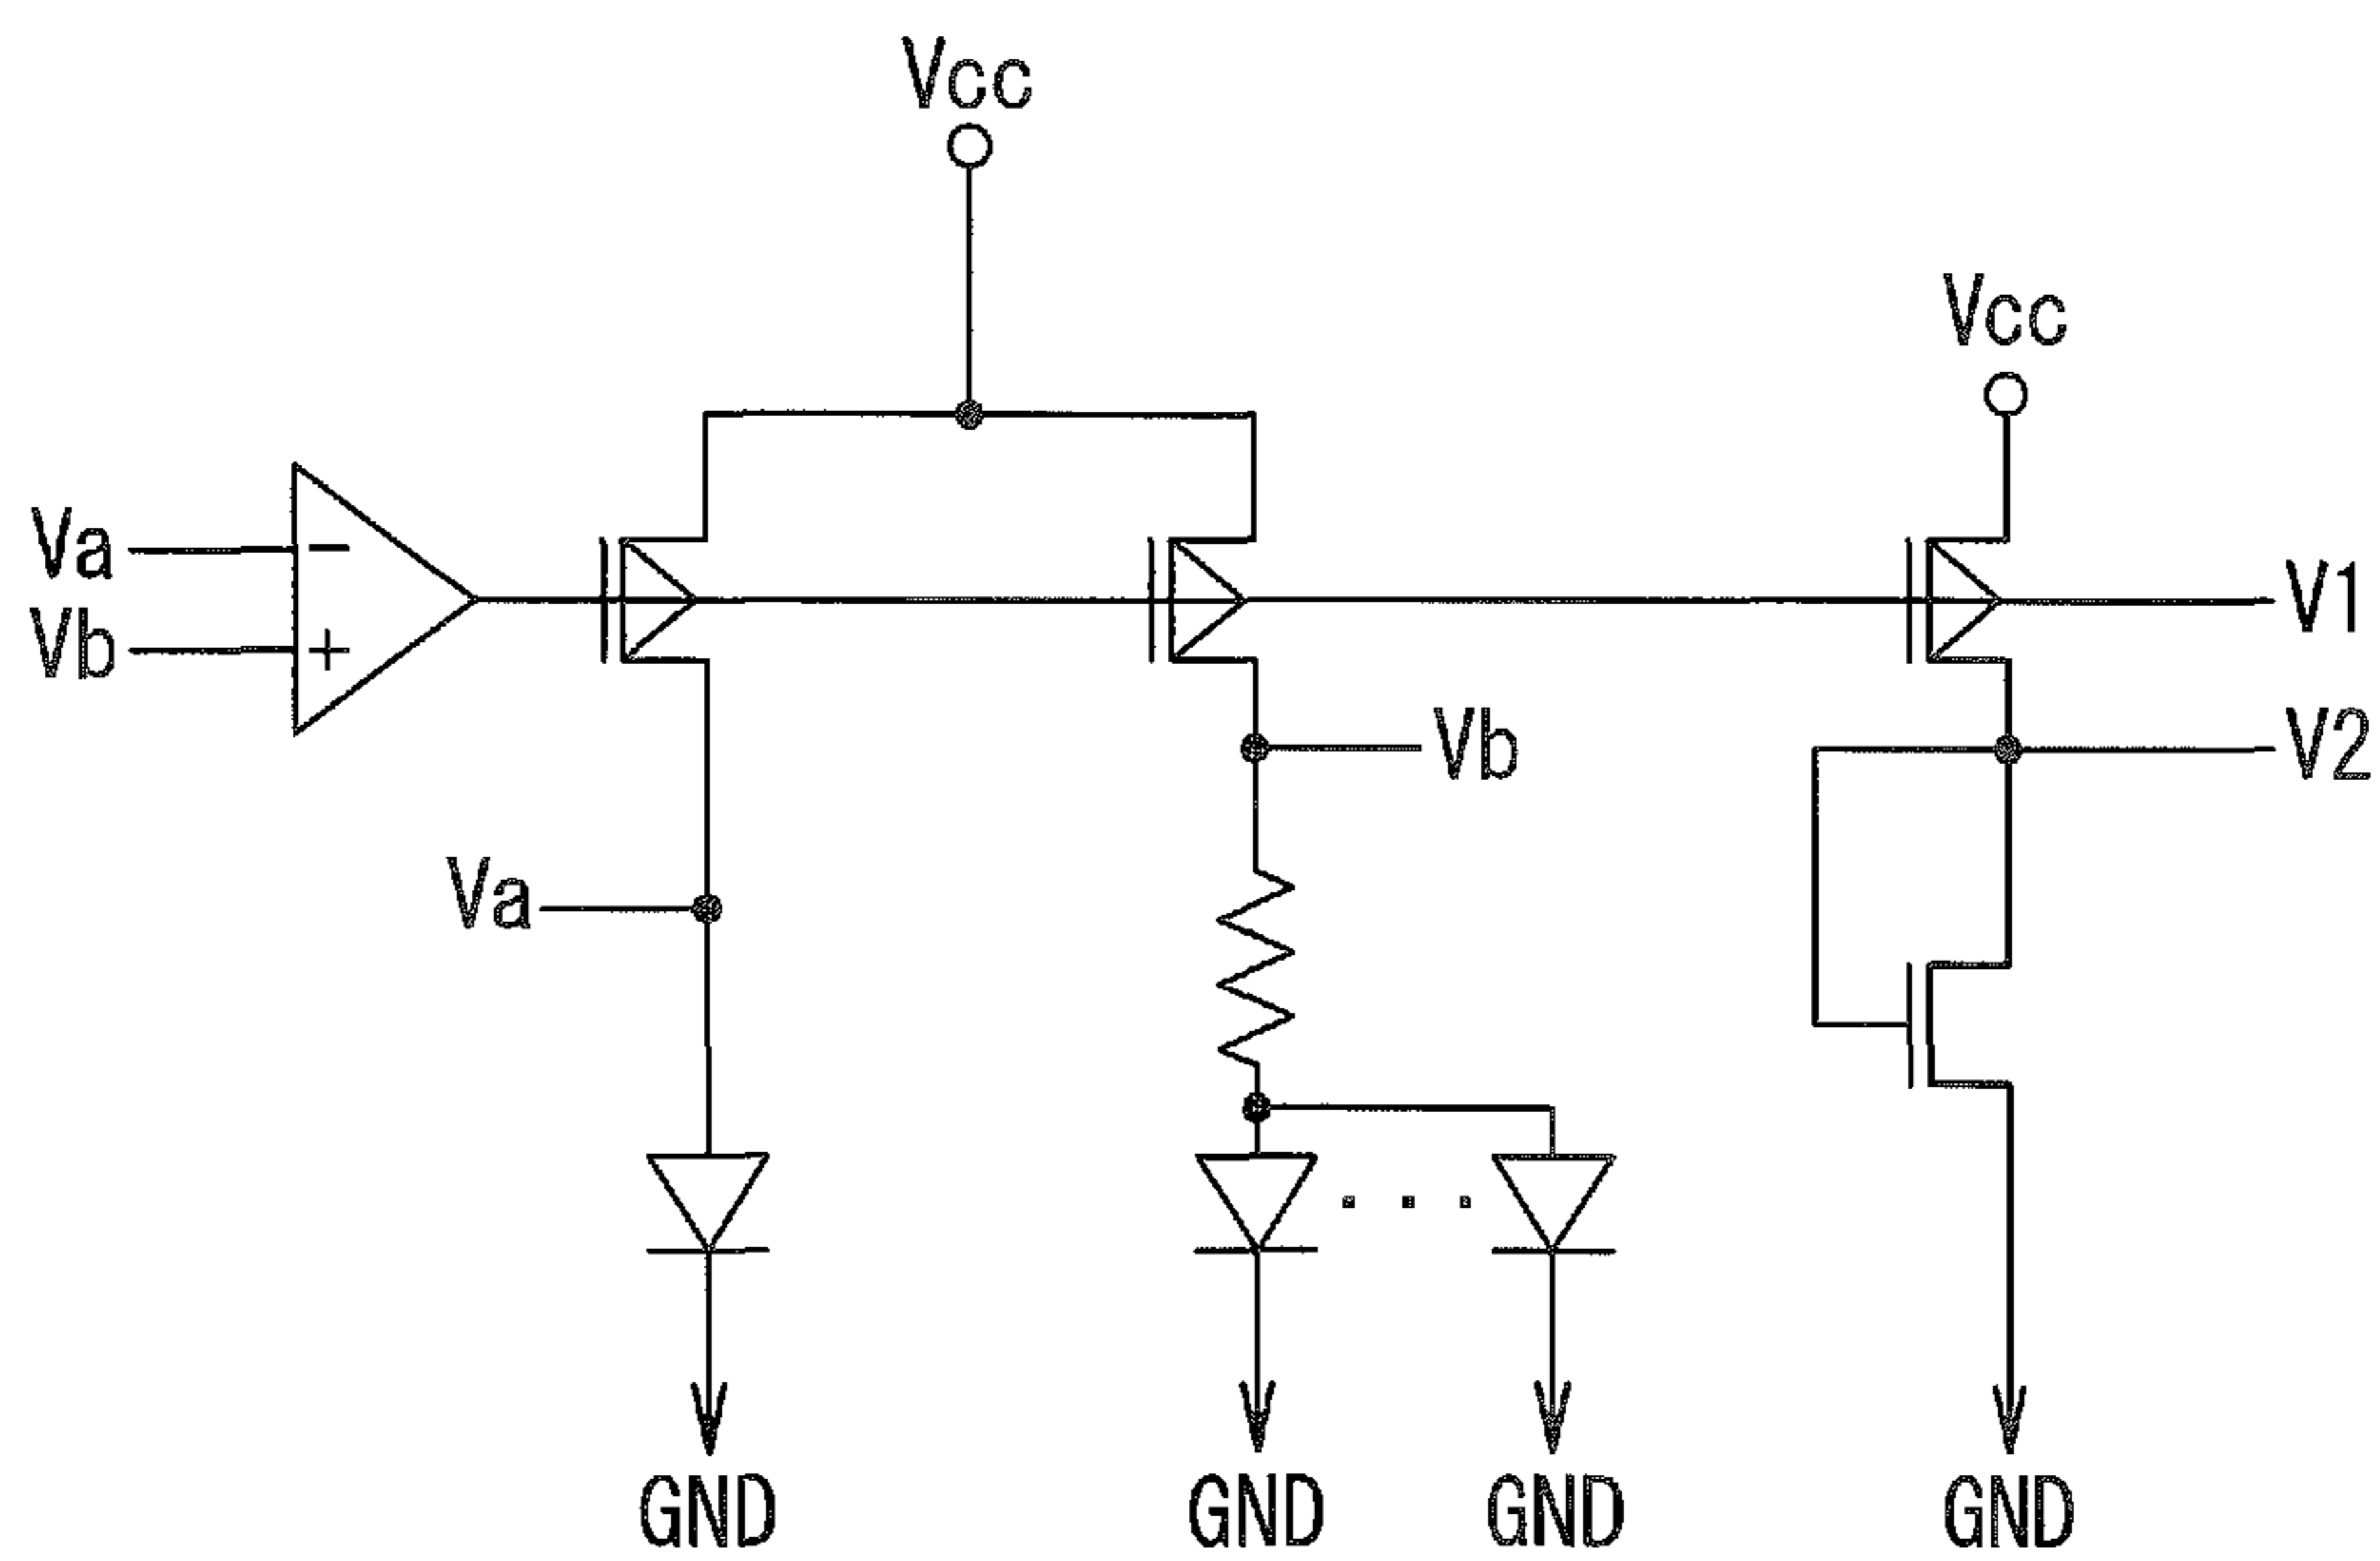 Vcc
Vcc
Va
Vb
−
+
V1
Vb
V2
Va
GND
GND
GND
GND